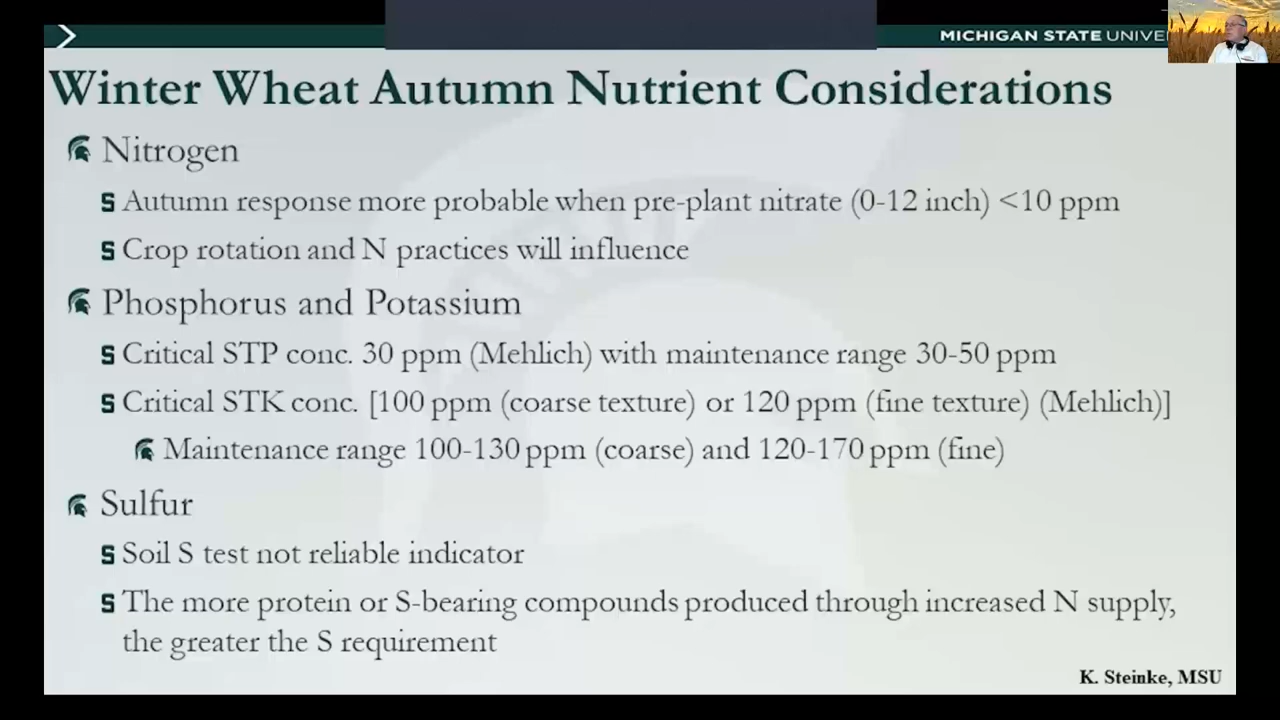 MICHIGAN STATE UNIVE
Winter Wheat Autumn Nutrient Considerations
Nitrogen
Autumn response more probable when pre-plant nitrate (0-12 inch) <10 ppm
Crop rotation and N practices will influence
Phosphorus and Potassium
Critical STP conc. 30 ppm (Mehlich) with maintenance range 30-50 ppm
Critical STK conc. [100 ppm (coarse texture) or 120 ppm (fine texture) (Mehlich)]
Maintenance range 100-130 ppm (coarse) and 120-170 ppm (fine)
Sulfur
Soil S test not reliable indicator
The more protein or S-bearing compounds produced through increased N supply,
the greater the S requirement
K. Steinke, MSU